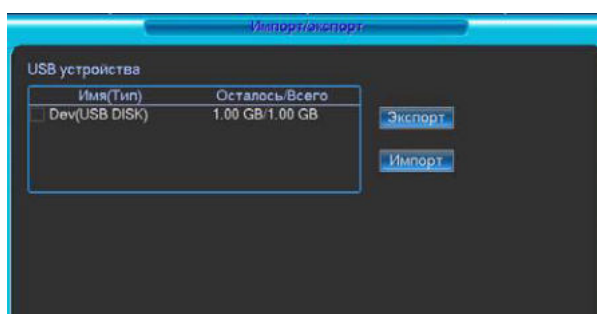 Импорт/экспорт
USB устройства
Имя(Тип) Осталось/Всего
Dev(USB DISK) 1.00 GB/1.00 GB
Экспорт
Импорт